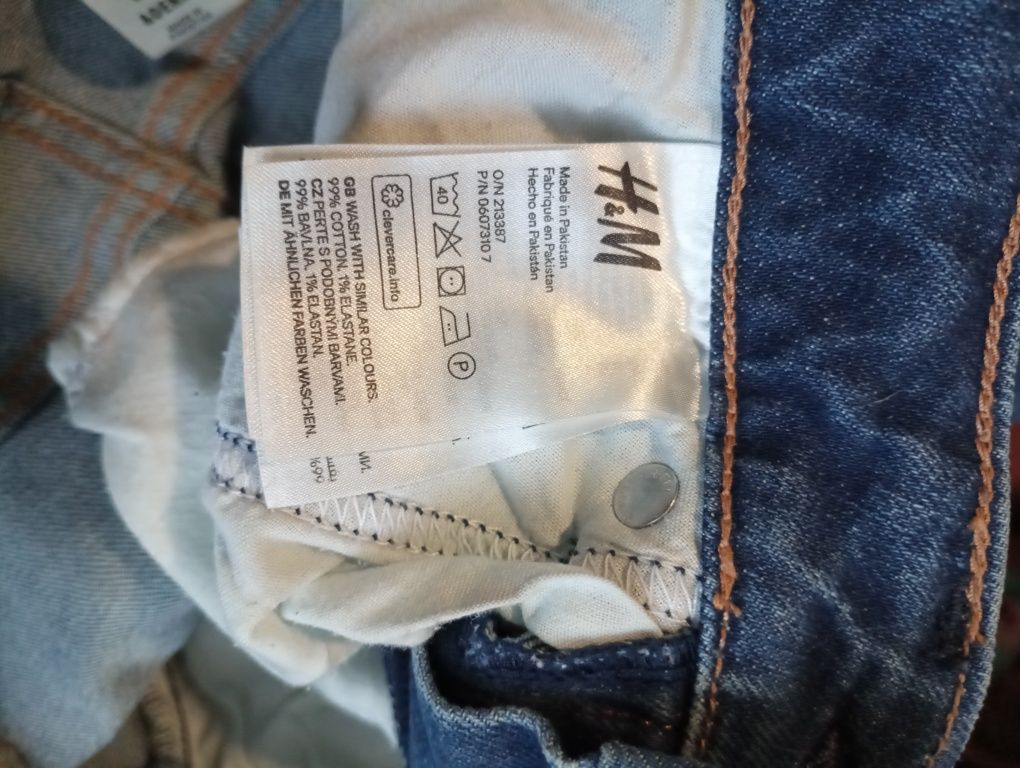 H&M
Made in Pakistan
Fabriqué en Pakistan
Hecho en Pakistán
O/N 213387
P/N 0607310 7
40
P
clevercare.info
GB WASH WITH SIMILAR COLOURS.
99% COTTON. 1% ELASTANE.
CZ PERTE S PODOBNÝMI BARVAMI.
99% BAVLNA. 1% ELASTAN.
DE MIT ÄHNLICHEN FARBEN WASCHEN.